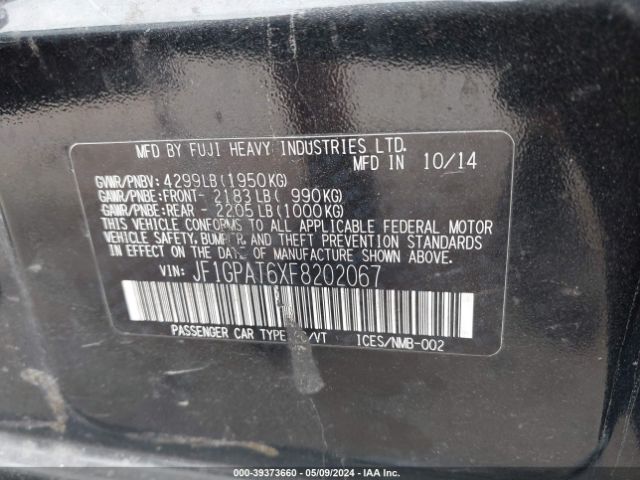 MFD BY FUJI HEAVY INDUSTRIES LTD.
MFD IN 10/14
GVWR/PNBV: 4299LB(1950KG)
GAWR/PNBE:FRONT- 2183LB( 990KG)
GAWR/PNBE:REAR - 2205LB(1000KG)
THIS VEHICLE CONFORMS TO ALL APPLICABLE FEDERAL MOTOR
VEHICLE SAFETY, BUMPER, AND THEFT PREVENTION STANDARDS
IN EFFECT ON THE DATE OF MANUFACTURE SHOWN ABOVE.
VIN: JF1GPAT6XF8202067
PASSENGER CAR TYPE /VT ICES/NMB-002
000-39373660 - 05/09/2024 - IAA Inc.